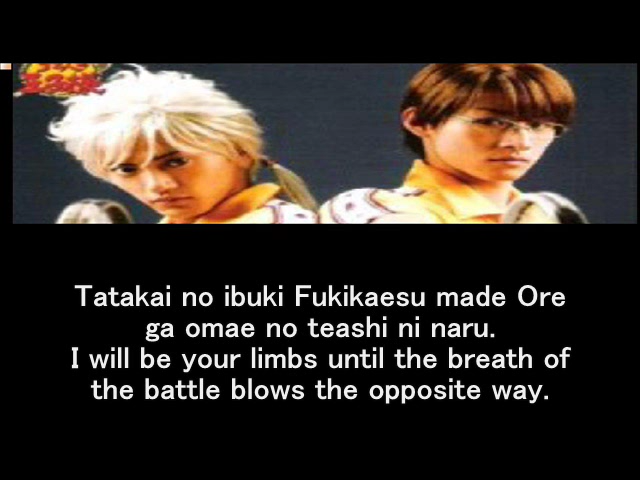 Tatakai no ibuki Fukikaesu made Ore
ga omae no teashi ni naru.
I will be your limbs until the breath of
the battle blows the opposite way.